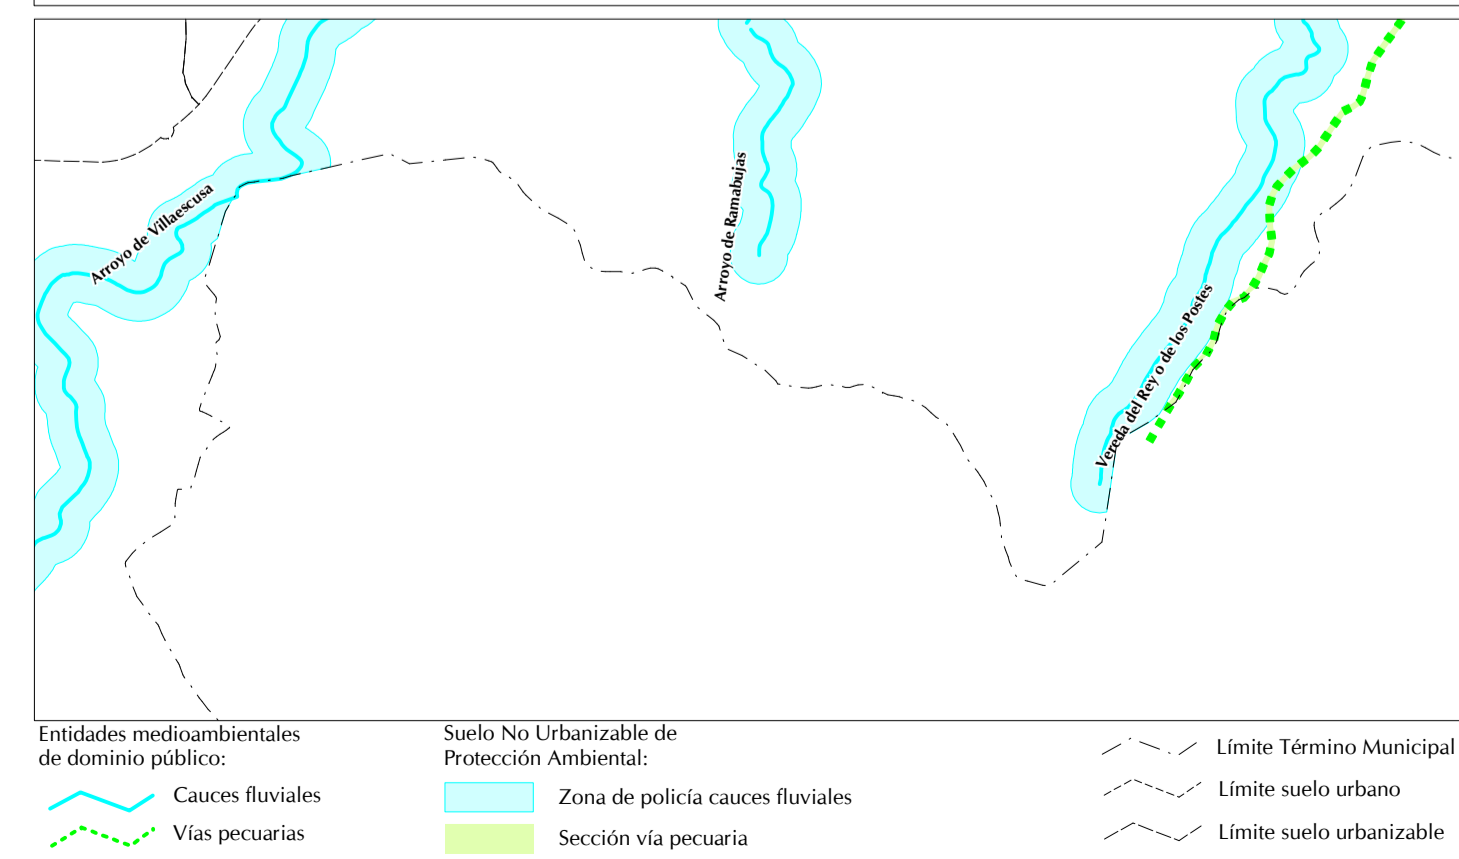 Arroyo de Villaescusa
Arroyo de Ramabujas
Vereda del Rey o de los Postes
Entidades medioambientales
de dominio público:
Cauces fluviales
Vías pecuarias
Suelo No Urbanizable de
Protección Ambiental:
Zona de policía cauces fluviales
Sección vía pecuaria
Límite Término Municipal
Límite suelo urbano
Límite suelo urbanizable